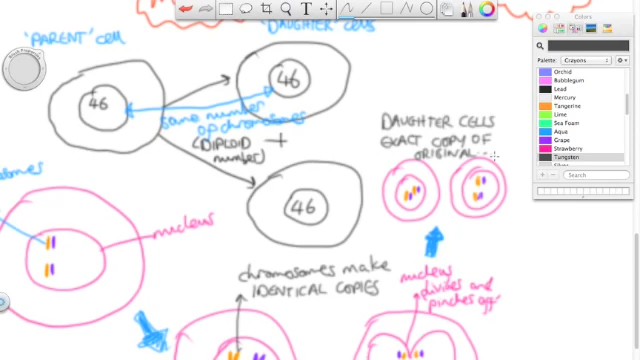 'PARENT' CELL
'DAUGHTER' CELLS
46
46
same number
of chromosomes
(DIPLOID
number)
+
46
DAUGHTER CELLS
EXACT COPY OF
ORIGINAL
nucleus
chromosomes make
IDENTICAL COPIES
nucleus
divides and
pinches off
Colors
Palette: Crayons
Orchid
Bubblegum
Lead
Mercury
Tangerine
Lime
Sea Foam
Aqua
Grape
Strawberry
Tungsten
Search